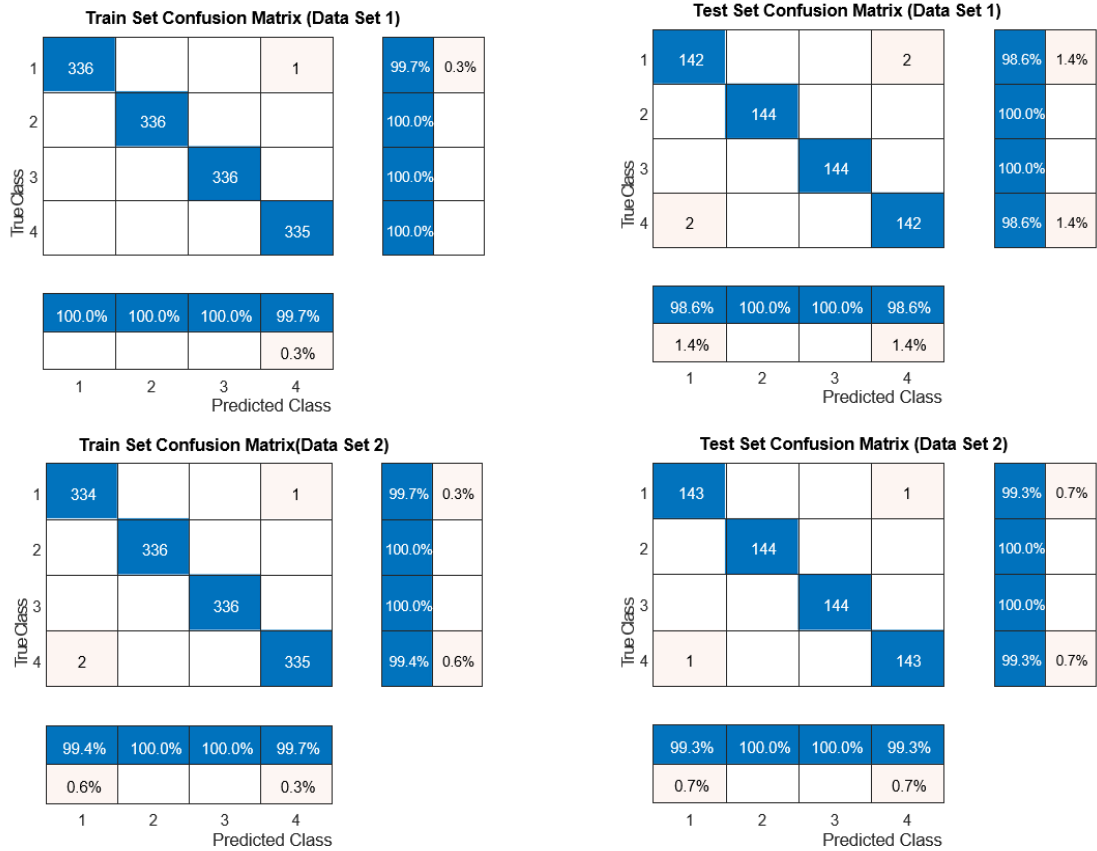 Train Set Confusion Matrix (Data Set 1)
1 336 1 99.7% 0.3%
2 336 100.0%
3 336 100.0%
4 335 100.0%
True Class
100.0% 100.0% 100.0% 99.7%
0.3%
1 2 3 4
Predicted Class
Test Set Confusion Matrix (Data Set 1)
1 142 2 98.6% 1.4%
2 144 100.0%
3 144 100.0%
4 2 142 98.6% 1.4%
True Class
98.6% 100.0% 100.0% 98.6%
1.4% 1.4%
1 2 3 4
Predicted Class
Train Set Confusion Matrix(Data Set 2)
1 334 1 99.7% 0.3%
2 336 100.0%
3 336 100.0%
4 2 335 99.4% 0.6%
True Class
99.4% 100.0% 100.0% 99.7%
0.6% 0.3%
1 2 3 4
Predicted Class
Test Set Confusion Matrix (Data Set 2)
1 143 1 99.3% 0.7%
2 144 100.0%
3 144 100.0%
4 1 143 99.3% 0.7%
True Class
99.3% 100.0% 100.0% 99.3%
0.7% 0.7%
1 2 3 4
Predicted Class